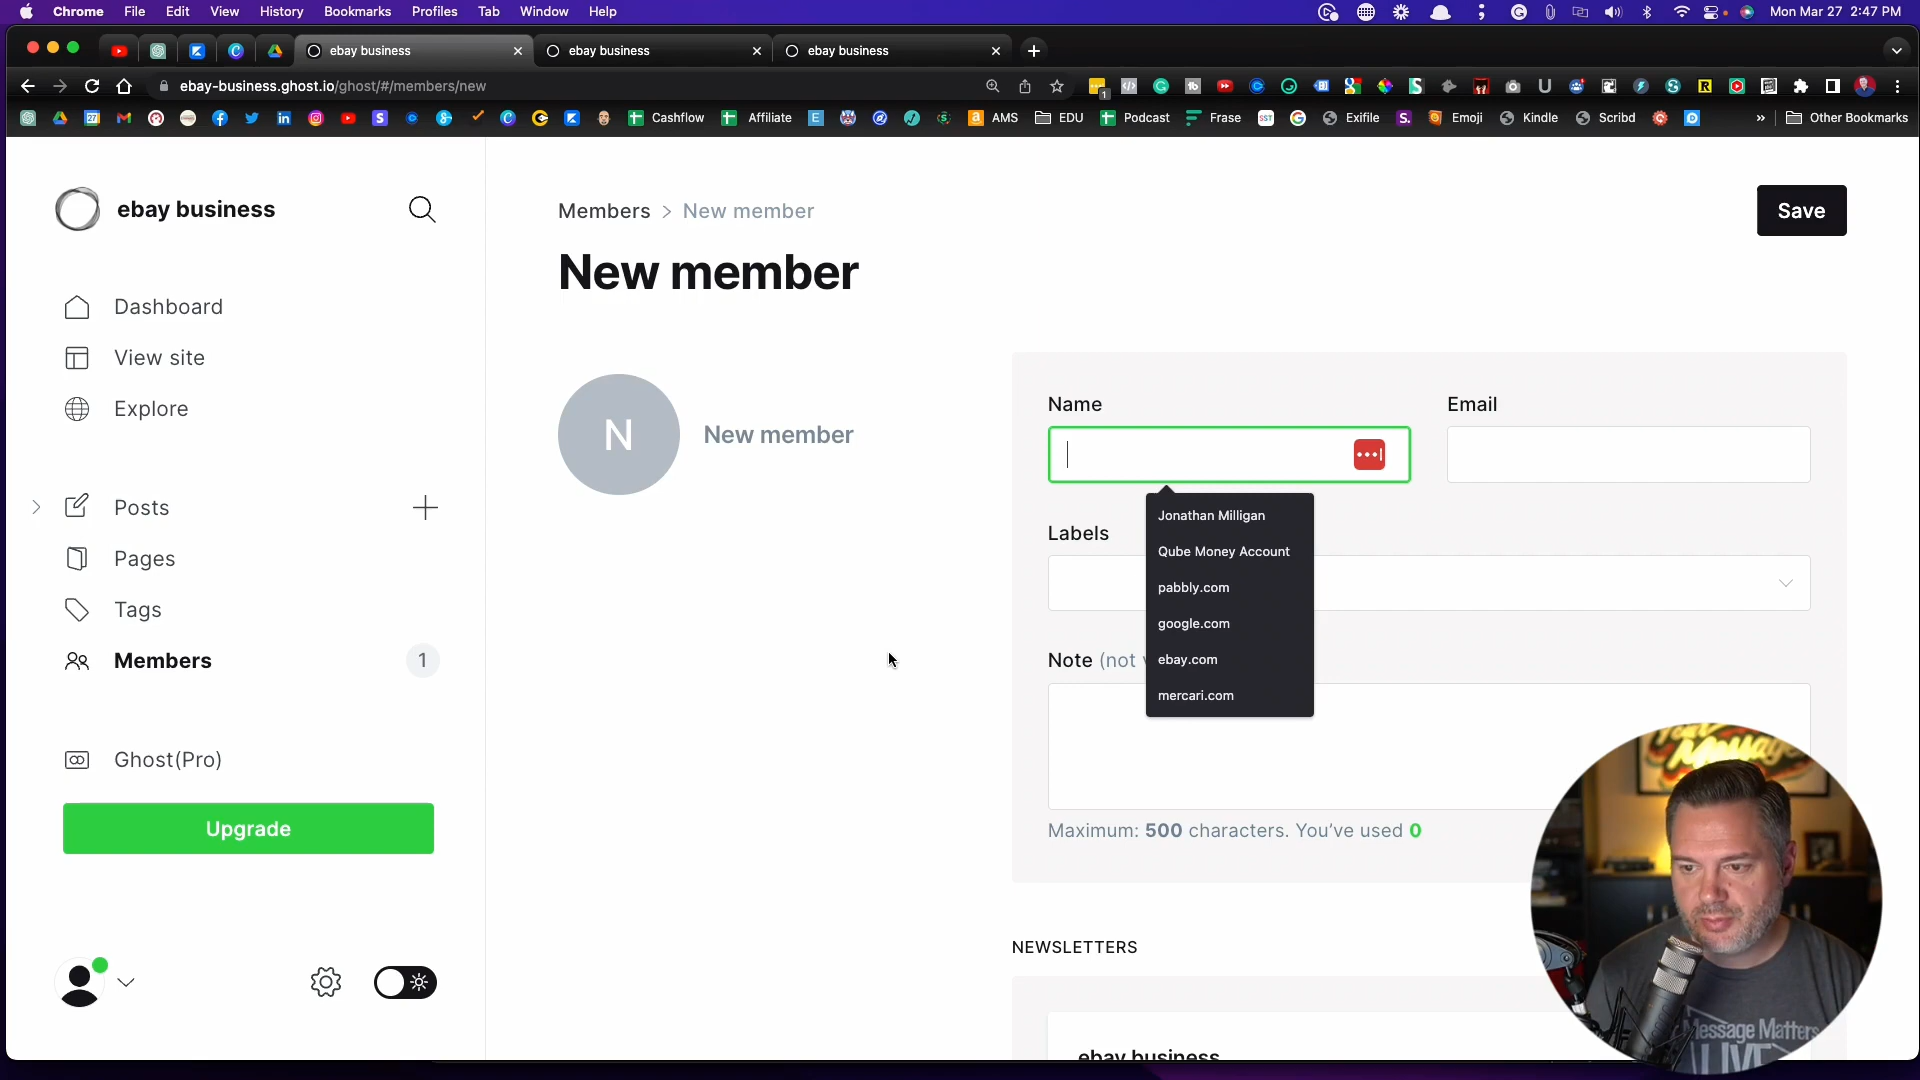 Chrome File Edit View History Bookmarks Profiles Tab Window Help Mon Mar 27 2:47 PM
ebay business ebay business ebay business
ebay-business.ghost.io/ghost/#/members/new
Cashflow Affiliate AMS EDU Podcast Frase Exifile Emoji Kindle Scribd » Other Bookmarks
ebay business
Members > New member
Save
New member
Dashboard
View site
Explore
N
New member
Name
Email
Posts
Pages
Tags
Members 1
Ghost(Pro)
Upgrade
Jonathan Milligan
Qube Money Account
pabbly.com
google.com
ebay.com
mercari.com
Labels
Note (not
Maximum: 500 characters. You've used 0
NEWSLETTERS
ebay business
Message Matters
LIVE